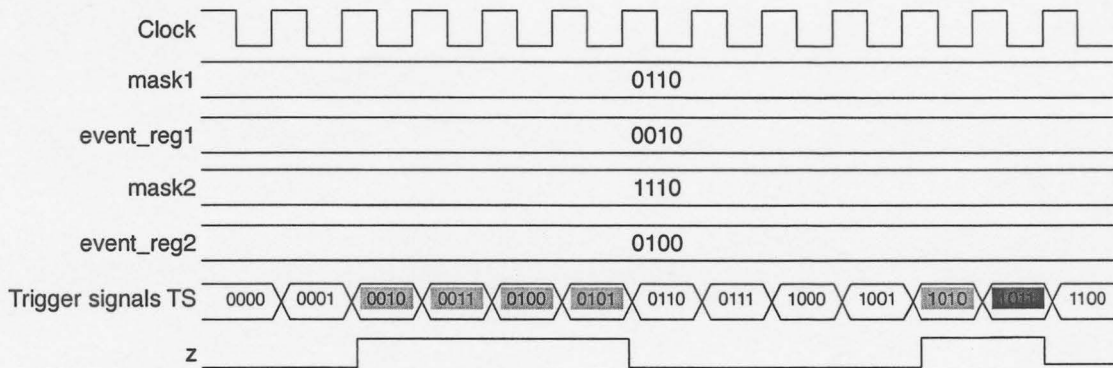 Clock
mask1 0110
event_reg1 0010
mask2 1110
event_reg2 0100
Trigger signals TS 0000 0001 0010 0011 0100 0101 0110 0111 1000 1001 1010 1011 1100
z